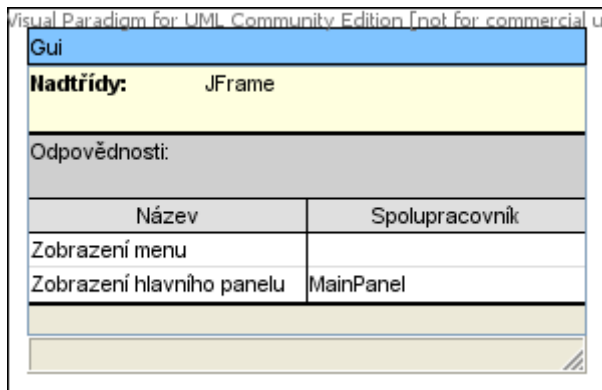 Visual Paradigm for UML Community Edition [not for commercial u
Gui
Nadtřídy: JFrame
Odpovědnosti:
Název Spolupracovník
Zobrazení menu
Zobrazení hlavního panelu MainPanel